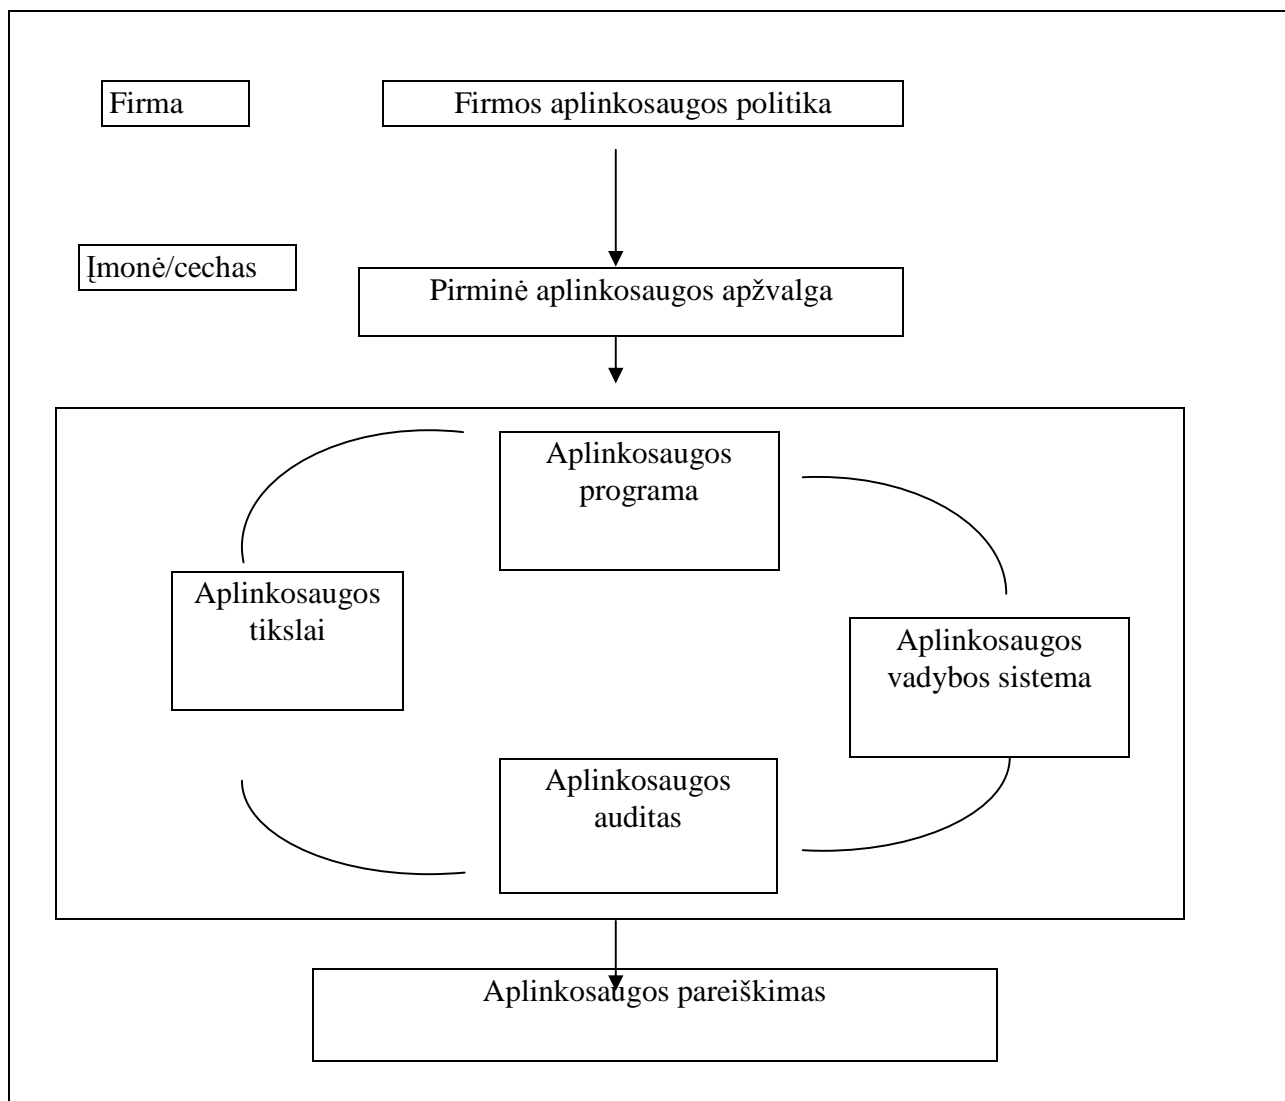 Firma
Firmos aplinkosaugos politika
Įmonė/cechas
Pirminė aplinkosaugos apžvalga
Aplinkosaugos
programa
Aplinkosaugos
tikslai
Aplinkosaugos
vadybos sistema
Aplinkosaugos
auditas
Aplinkosaugos pareiškimas